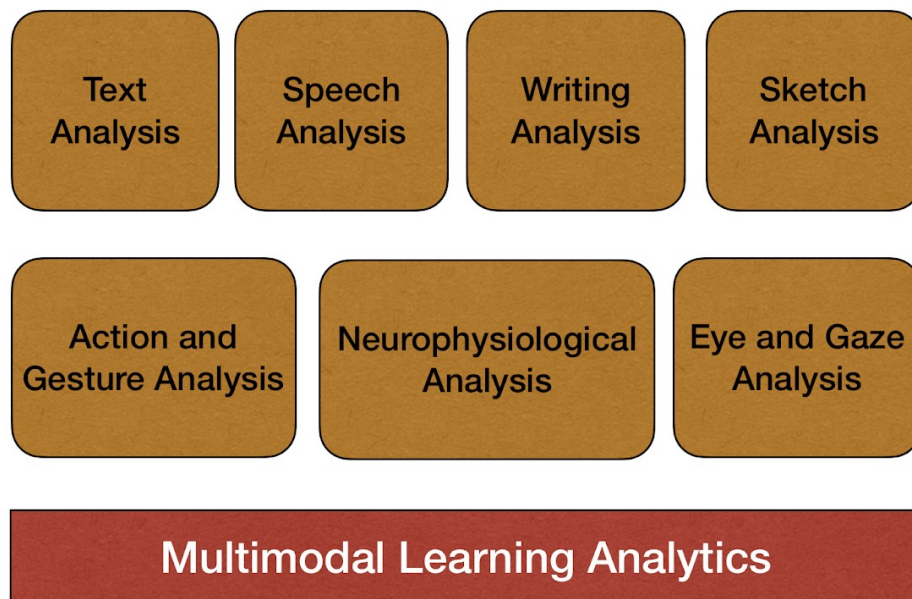 Text
Analysis
Speech
Analysis
Writing
Analysis
Sketch
Analysis
Action and
Gesture Analysis
Neurophysiological
Analysis
Eye and Gaze
Analysis
Multimodal Learning Analytics